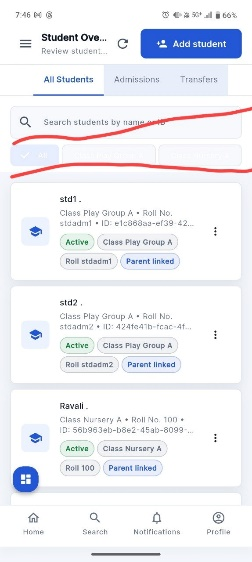 7:46
5G+
66%
Student Ove...
Review student...
Add student
All Students
Admissions
Transfers
Search students by name or ID
All
std1 .
Class Play Group A • Roll No.
stdadm1 • ID: e1c868aa-ef39-42...
Active
Class Play Group A
Roll stdadm1
Parent linked
std2 .
Class Play Group A • Roll No.
stdadm2 • ID: 424fe41b-fcac-4f...
Active
Class Play Group A
Roll stdadm2
Parent linked
Ravali .
Class Nursery A • Roll No. 100 •
ID: 56b963eb-b8e2-45ab-8099-...
Active
Class Nursery A
Roll 100
Parent linked
Home
Search
Notifications
Profile